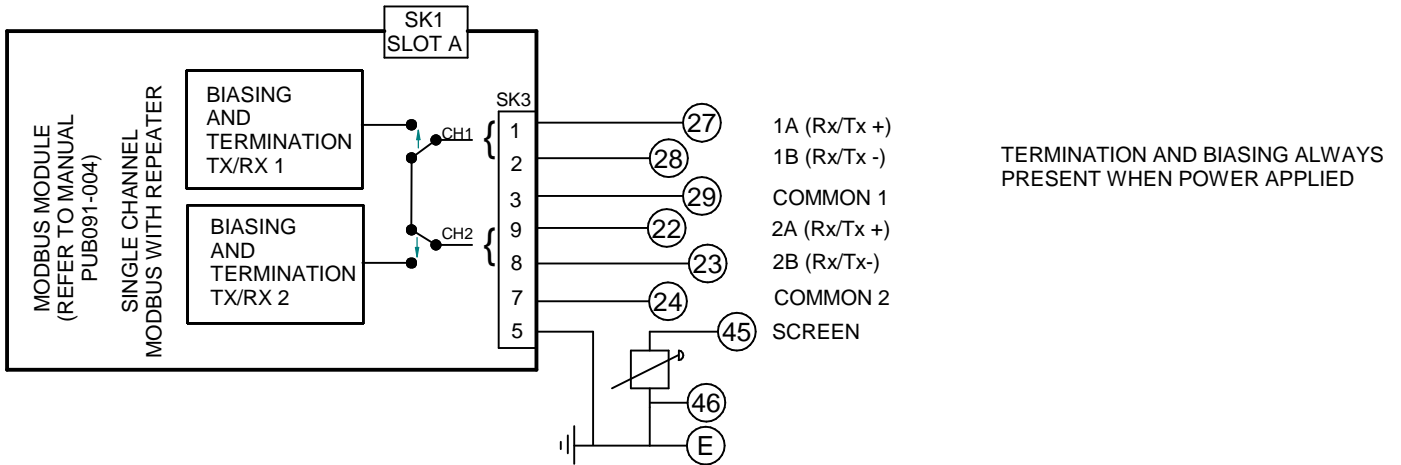 SK1
SLOT A
MODBUS MODULE
(REFER TO MANUAL
PUB091-004)
SINGLE CHANNEL
MODBUS WITH REPEATER
BIASING
AND
TERMINATION
TX/RX 1
BIASING
AND
TERMINATION
TX/RX 2
CH1
CH2
SK3
1
2
3
9
8
7
5
27
28
29
22
23
24
45
46
E
1A (Rx/Tx +)
1B (Rx/Tx -)
COMMON 1
2A (Rx/Tx +)
2B (Rx/Tx-)
COMMON 2
SCREEN
TERMINATION AND BIASING ALWAYS
PRESENT WHEN POWER APPLIED